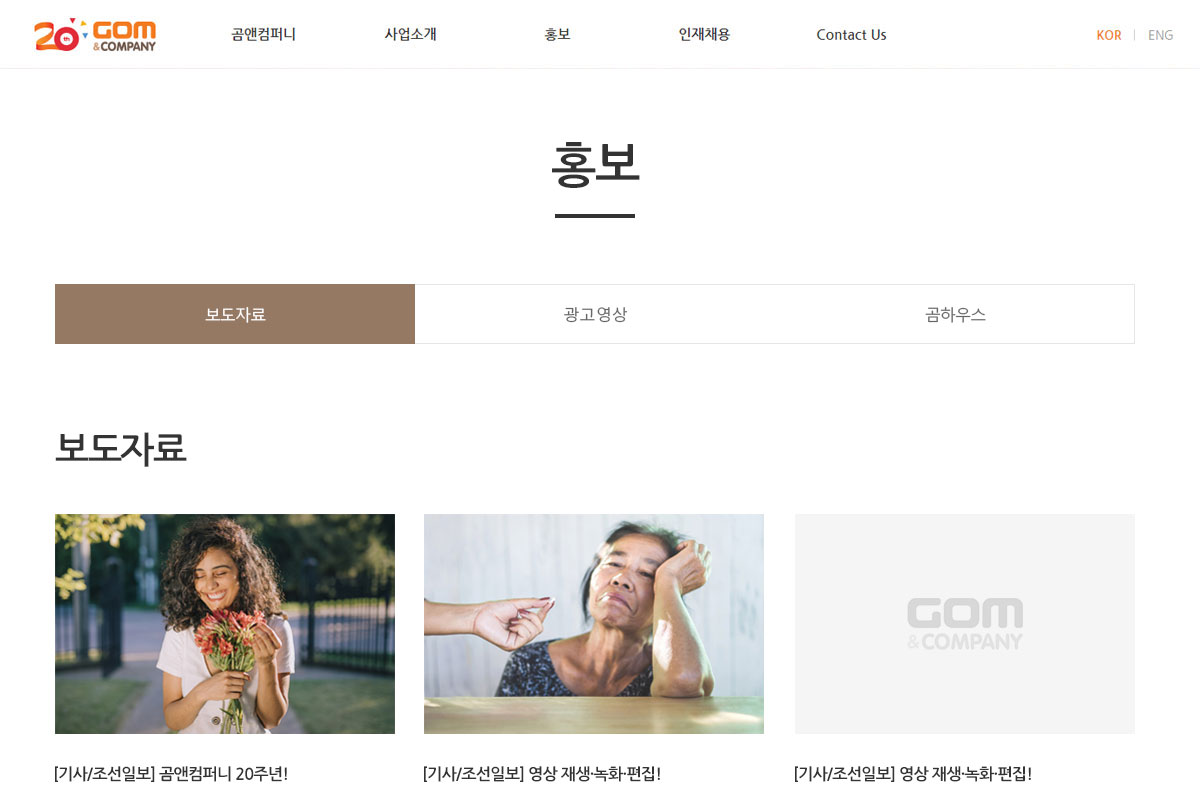 20th GOM
&COMPANY
곰앤컴퍼니
사업소개
홍보
인재채용
Contact Us
KOR
ENG
홍보
보도자료
광고 영상
곰하우스
보도자료
GOM
&COMPANY
[기사/조선일보] 곰앤컴퍼니 20주년!
[기사/조선일보] 영상 재생·녹화·편집!
[기사/조선일보] 영상 재생·녹화·편집!